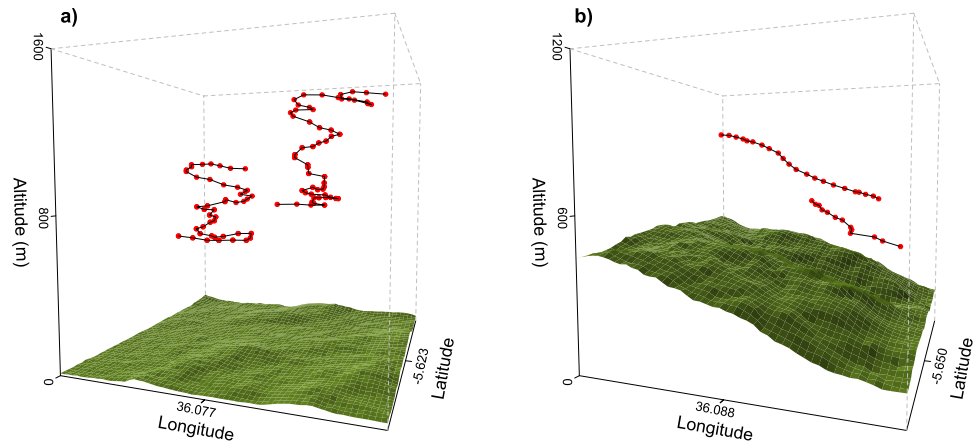 a)
1600
800
0
Altitude (m)
36.077
Longitude
-5.623
Latitude
b)
1200
600
0
Altitude (m)
36.088
Longitude
-5.650
Latitude